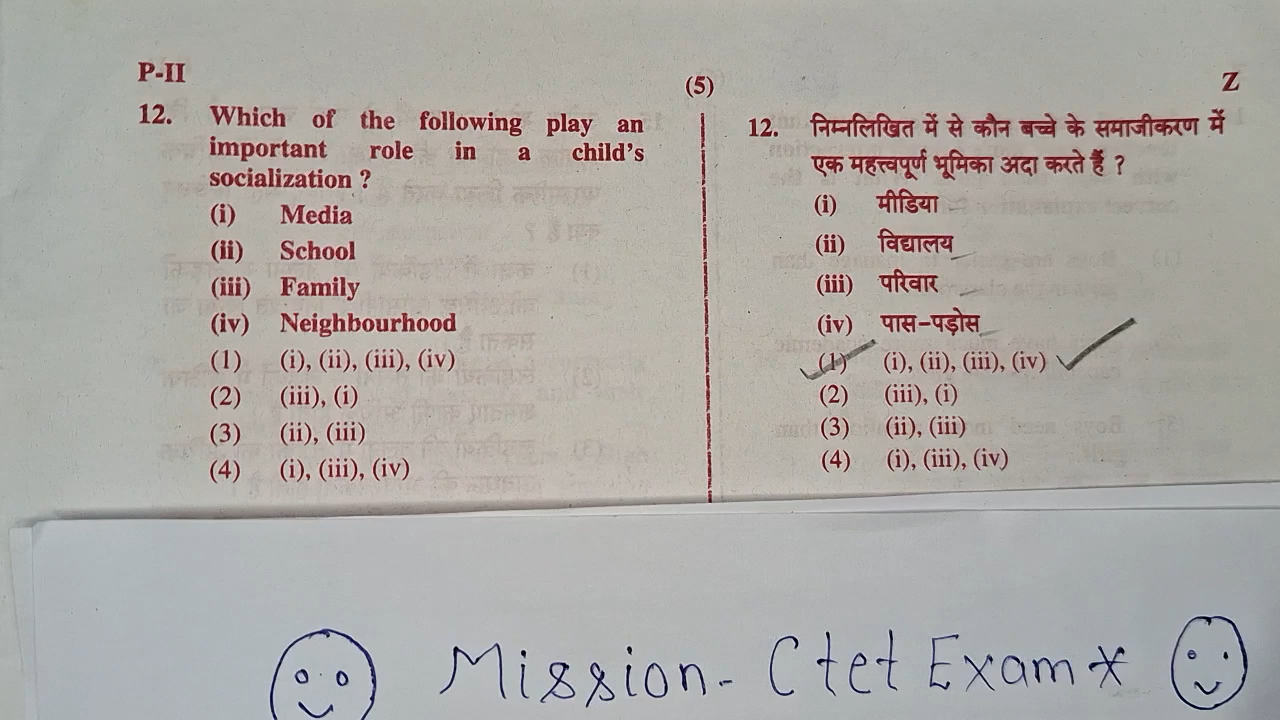 P-II
(5)
Z
12. Which of the following play an
important role in a child's
socialization ?
(i) Media
(ii) School
(iii) Family
(iv) Neighbourhood
(1) (i), (ii), (iii), (iv)
(2) (iii), (i)
(3) (ii), (iii)
(4) (i), (iii), (iv)
12. निम्नलिखित में से कौन बच्चे के समाजीकरण में
एक महत्त्वपूर्ण भूमिका अदा करते हैं ?
(i) मीडिया
(ii) विद्यालय
(iii) परिवार
(iv) पास-पड़ोस
(1) (i), (ii), (iii), (iv)
(2) (iii), (i)
(3) (ii), (iii)
(4) (i), (iii), (iv)
Mission - Ctet Exam *